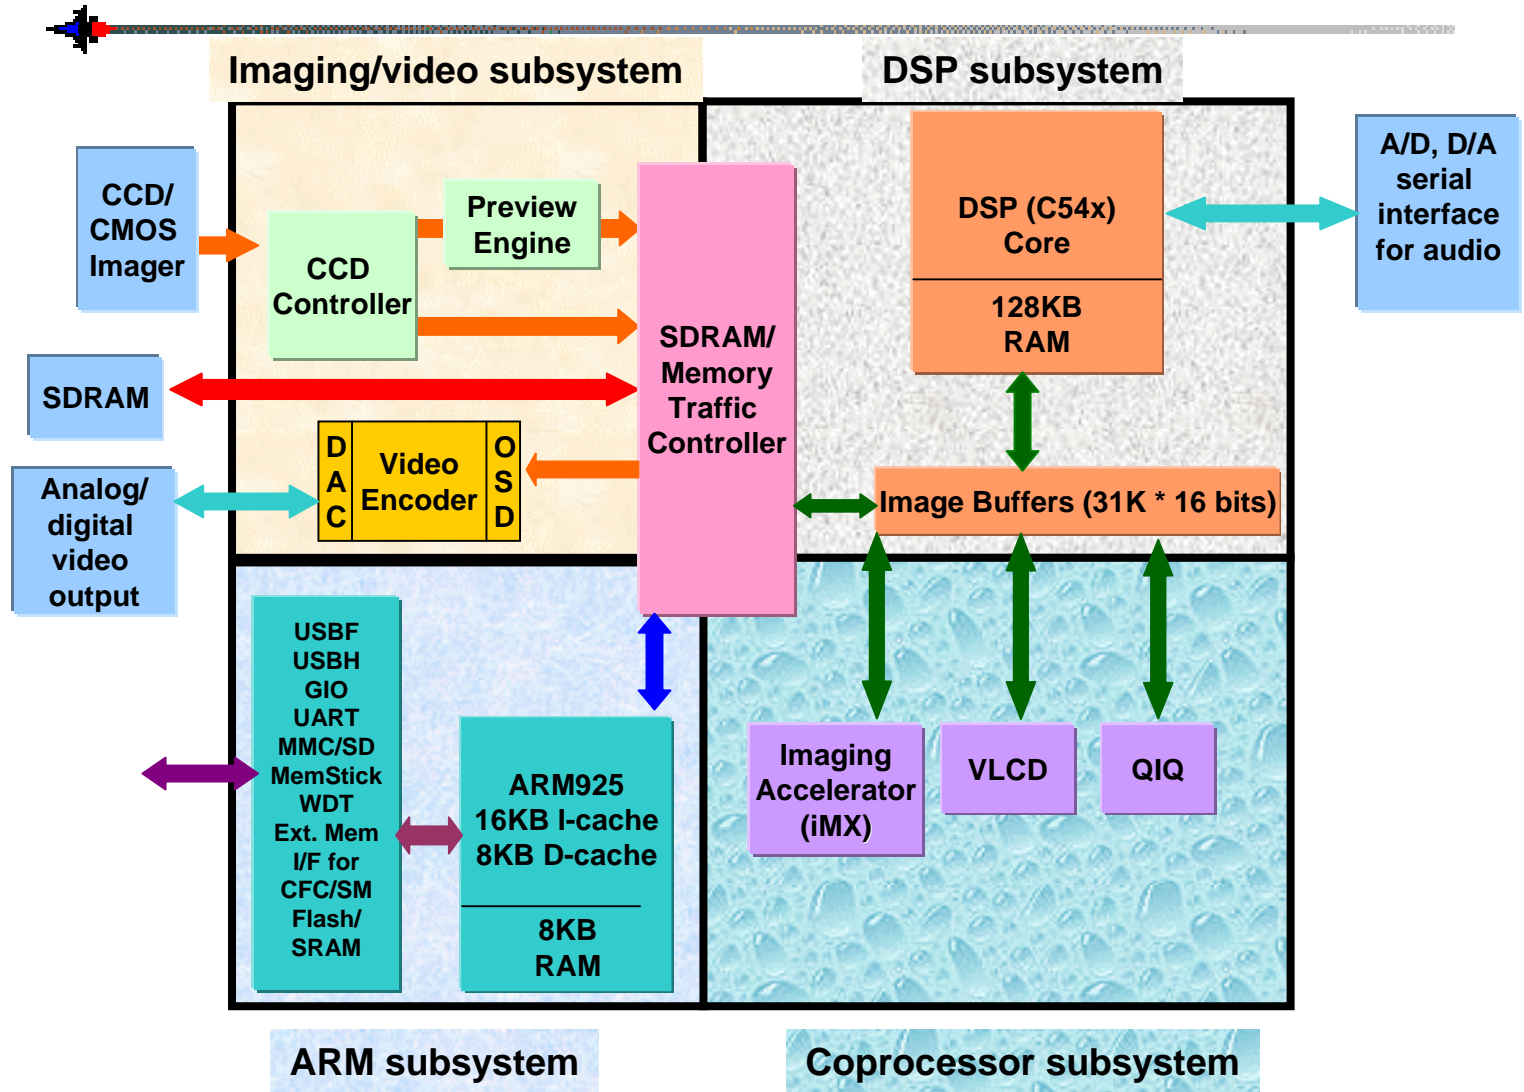 Imaging/video subsystem
DSP subsystem
CCD/
CMOS
Imager
CCD
Controller
Preview
Engine
SDRAM/
Memory
Traffic
Controller
DSP (C54x)
Core
128KB
RAM
A/D, D/A
serial
interface
for audio
SDRAM
Analog/
digital
video
output
D
A
C
Video
Encoder
O
S
D
Image Buffers (31K * 16 bits)
USBF
USBH
GIO
UART
MMC/SD
MemStick
WDT
Ext. Mem
I/F for
CFC/SM
Flash/
SRAM
ARM925
16KB I-cache
8KB D-cache
8KB
RAM
Imaging
Accelerator
(iMX)
VLCD
QIQ
ARM subsystem
Coprocessor subsystem